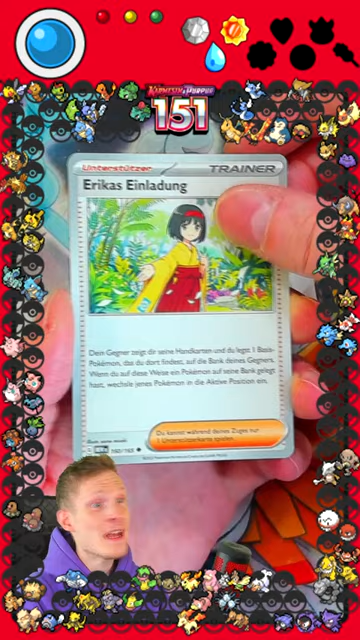 KARMESIN & PURPUR
151
Unterstützer
TRAINER
Erikas Einladung
Dein Gegner zeigt dir seine Handkarten und du legst 1 Basis-
Pokémon, das du dort findest, auf die Bank deines Gegners.
Wenn du auf diese Weise ein Pokémon auf seine Bank gelegt
hast, wechsle jenes Pokémon in die Aktive Position ein.
Du kannst während deines Zuges nur
1 Unterstützerkarte spielen.
160/165